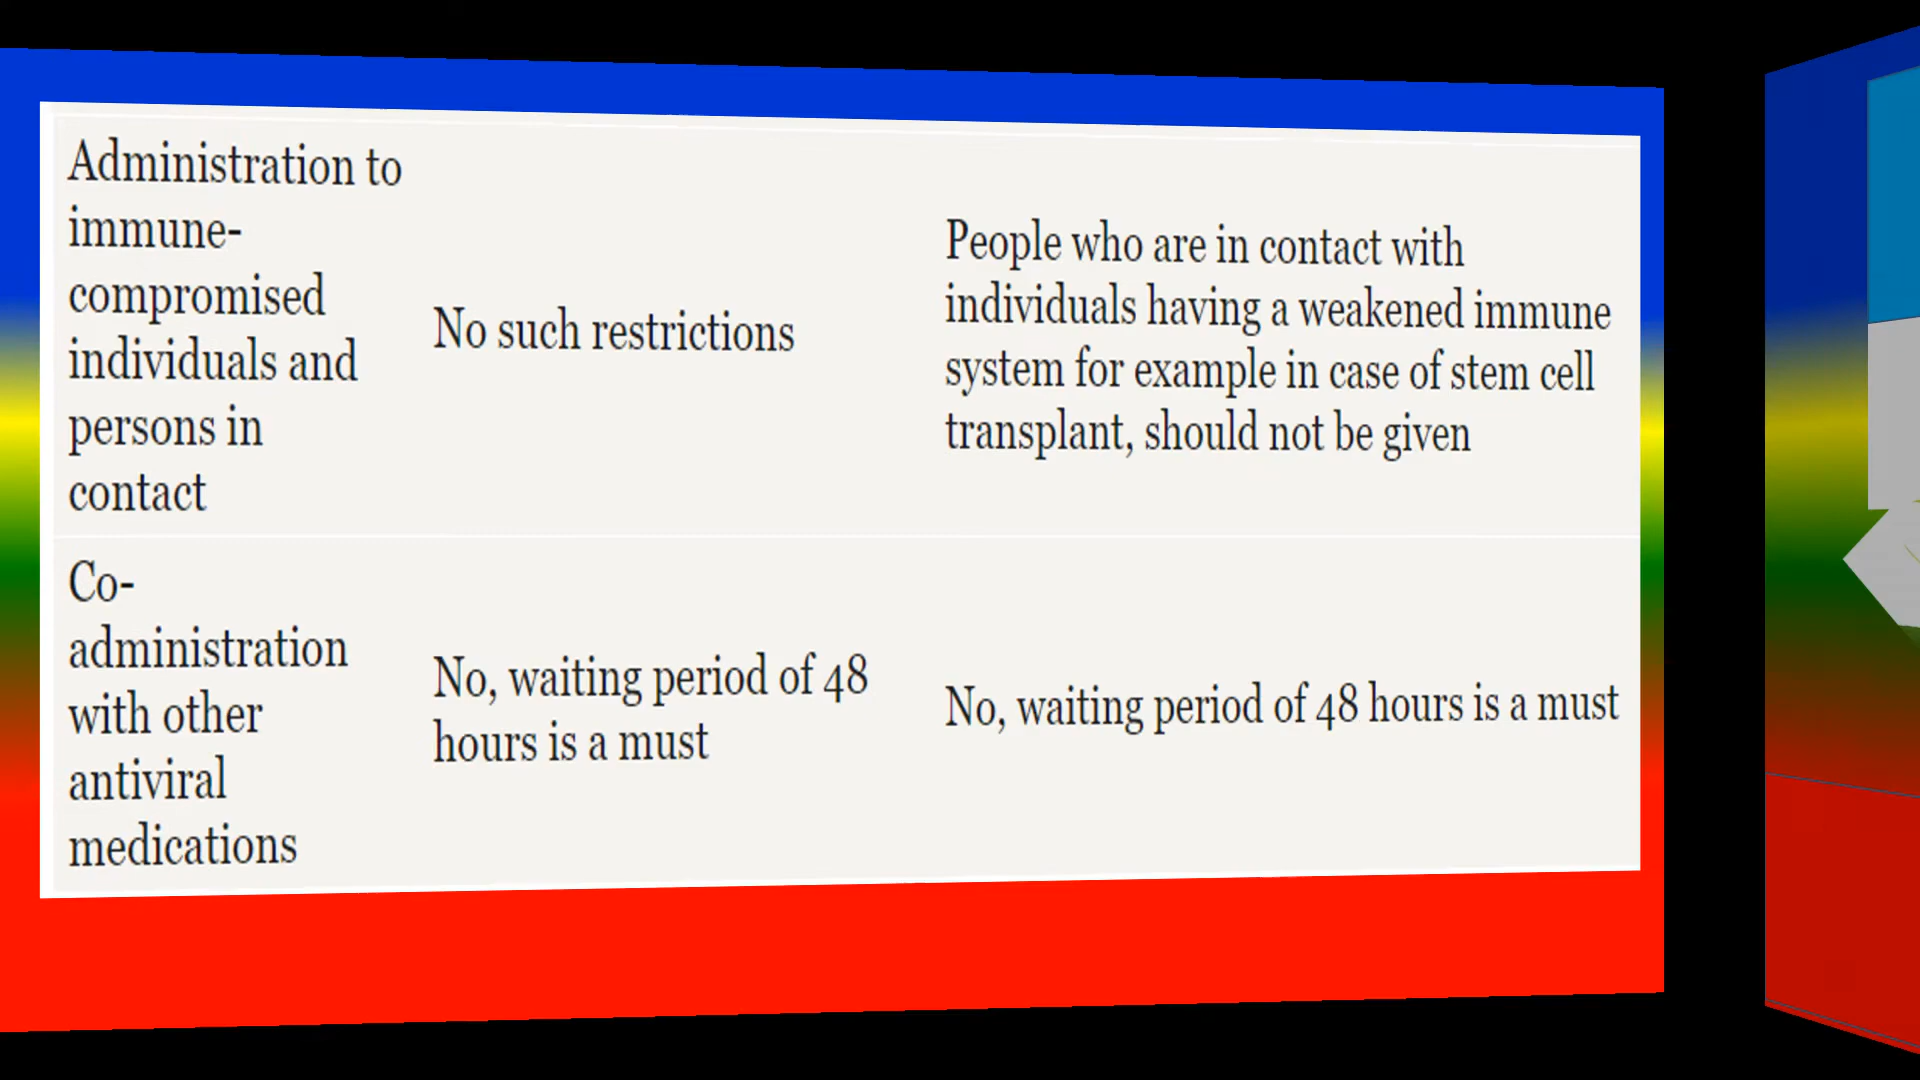 Administration to
immune-
compromised
individuals and
persons in
contact
No such restrictions
People who are in contact with
individuals having a weakened immune
system for example in case of stem cell
transplant, should not be given
Co-
administration
with other
antiviral
medications
No, waiting period of 48
hours is a must
No, waiting period of 48 hours is a must